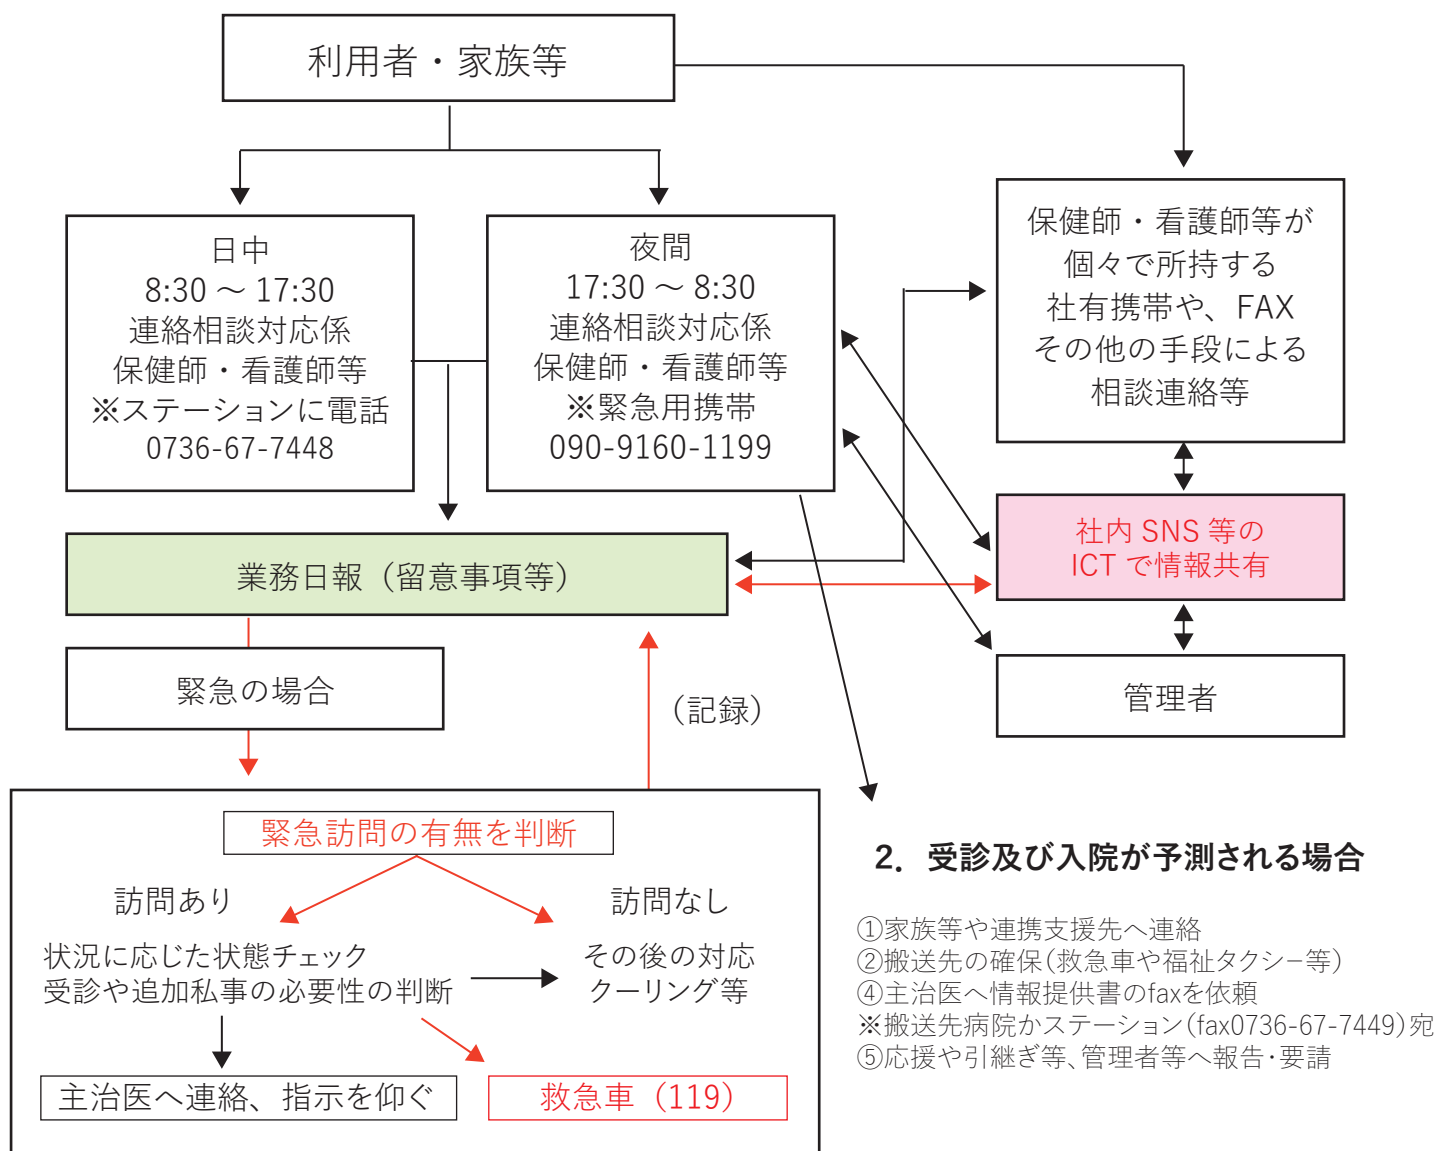 利用者・家族等
日中
8:30 ～ 17:30
連絡相談対応係
保健師・看護師等
※ステーションに電話
0736-67-7448
夜間
17:30 ～ 8:30
連絡相談対応係
保健師・看護師等
※緊急用携帯
090-9160-1199
保健師・看護師等が
個々で所持する
社有携帯や、FAX
その他の手段による
相談連絡等
業務日報（留意事項等）
社内 SNS 等の
ICT で情報共有
緊急の場合
（記録）
管理者
緊急訪問の有無を判断
訪問あり
訪問なし
状況に応じた状態チェック
受診や追加私事の必要性の判断
その後の対応
クーリング等
主治医へ連絡、指示を仰ぐ
救急車（119）
2．受診及び入院が予測される場合
①家族等や連携支援先へ連絡
②搬送先の確保(救急車や福祉タクシー等)
④主治医へ情報提供書のfaxを依頼
※搬送先病院かステーション(fax0736-67-7449)宛
⑤応援や引継ぎ等、管理者等へ報告・要請